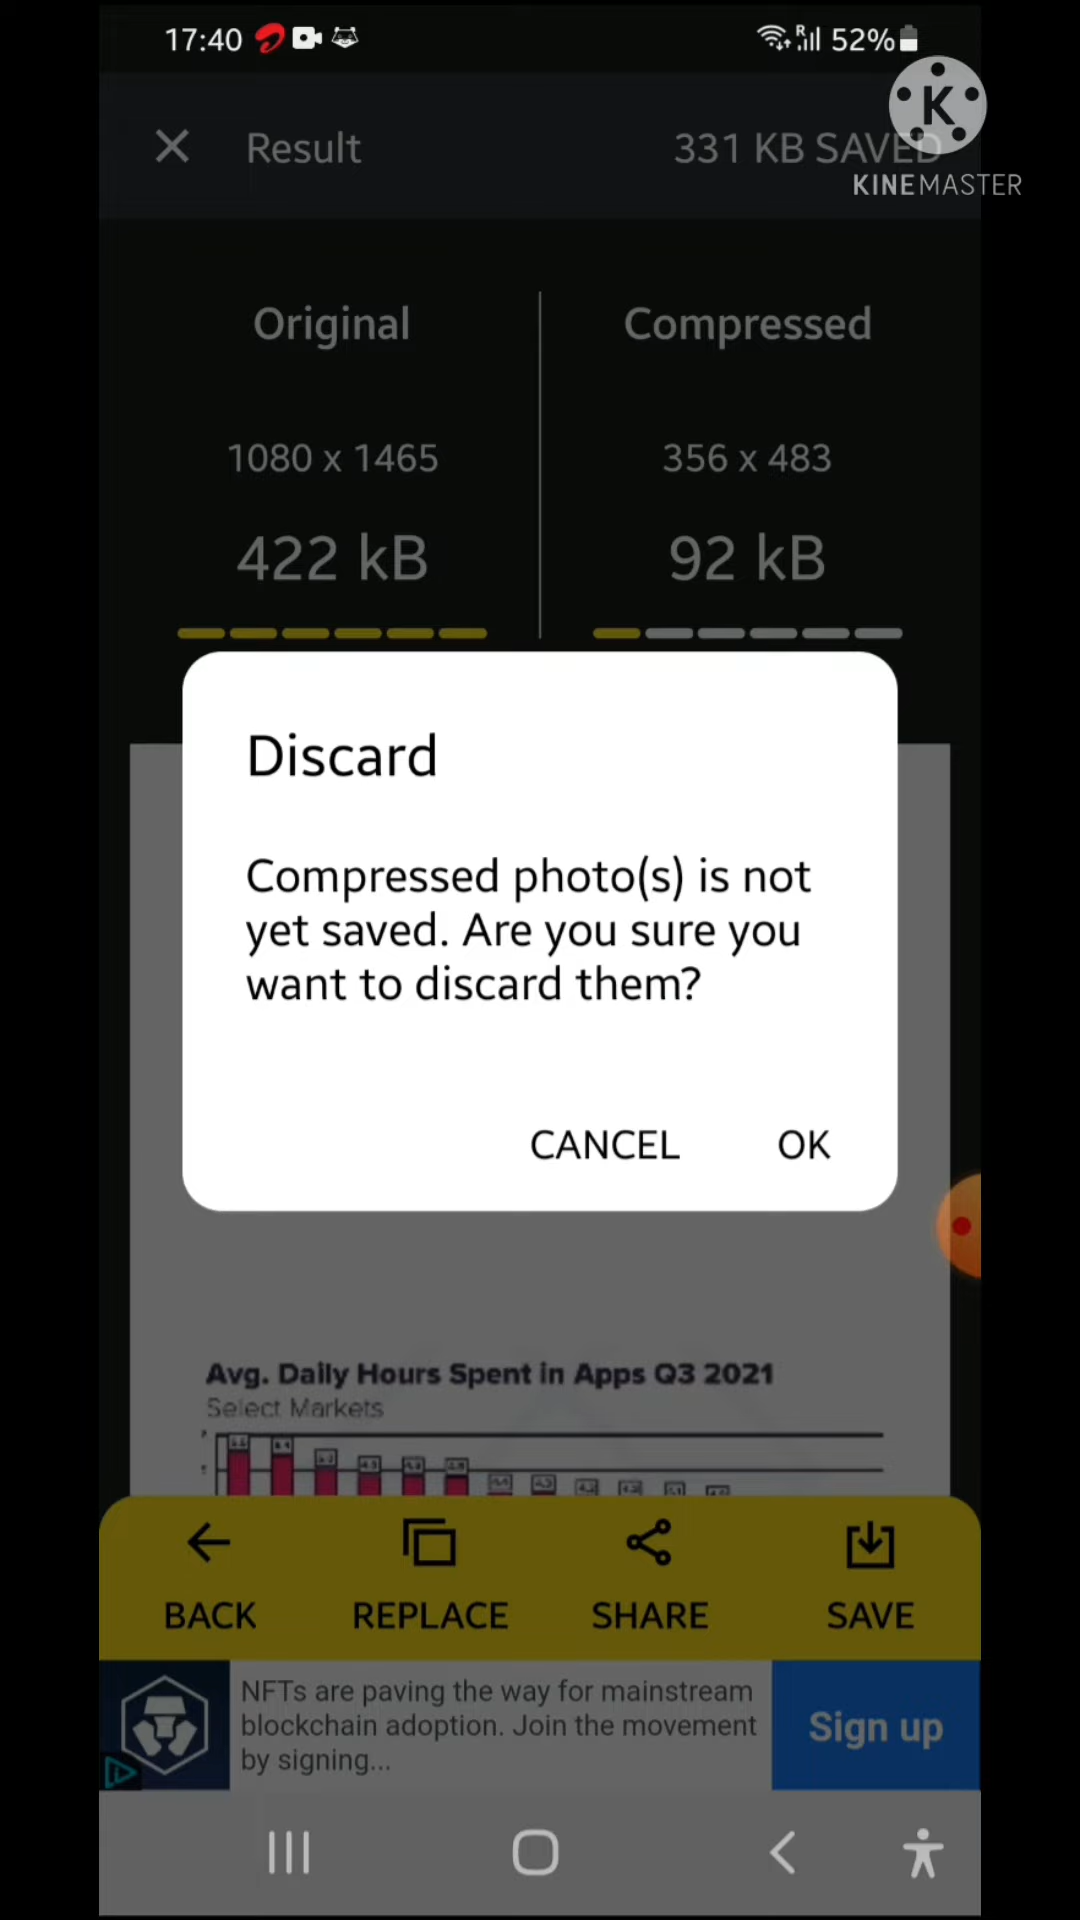 17:40
52%
Result
331 KB SAVED
K
KINEMASTER
Original
Compressed
1080 x 1465
356 x 483
422 kB
92 kB
Discard
Compressed photo(s) is not
yet saved. Are you sure you
want to discard them?
CANCEL
OK
Avg. Daily Hours Spent in Apps Q3 2021
Select Markets
BACK
REPLACE
SHARE
SAVE
NFTs are paving the way for mainstream
blockchain adoption. Join the movement
by signing...
Sign up